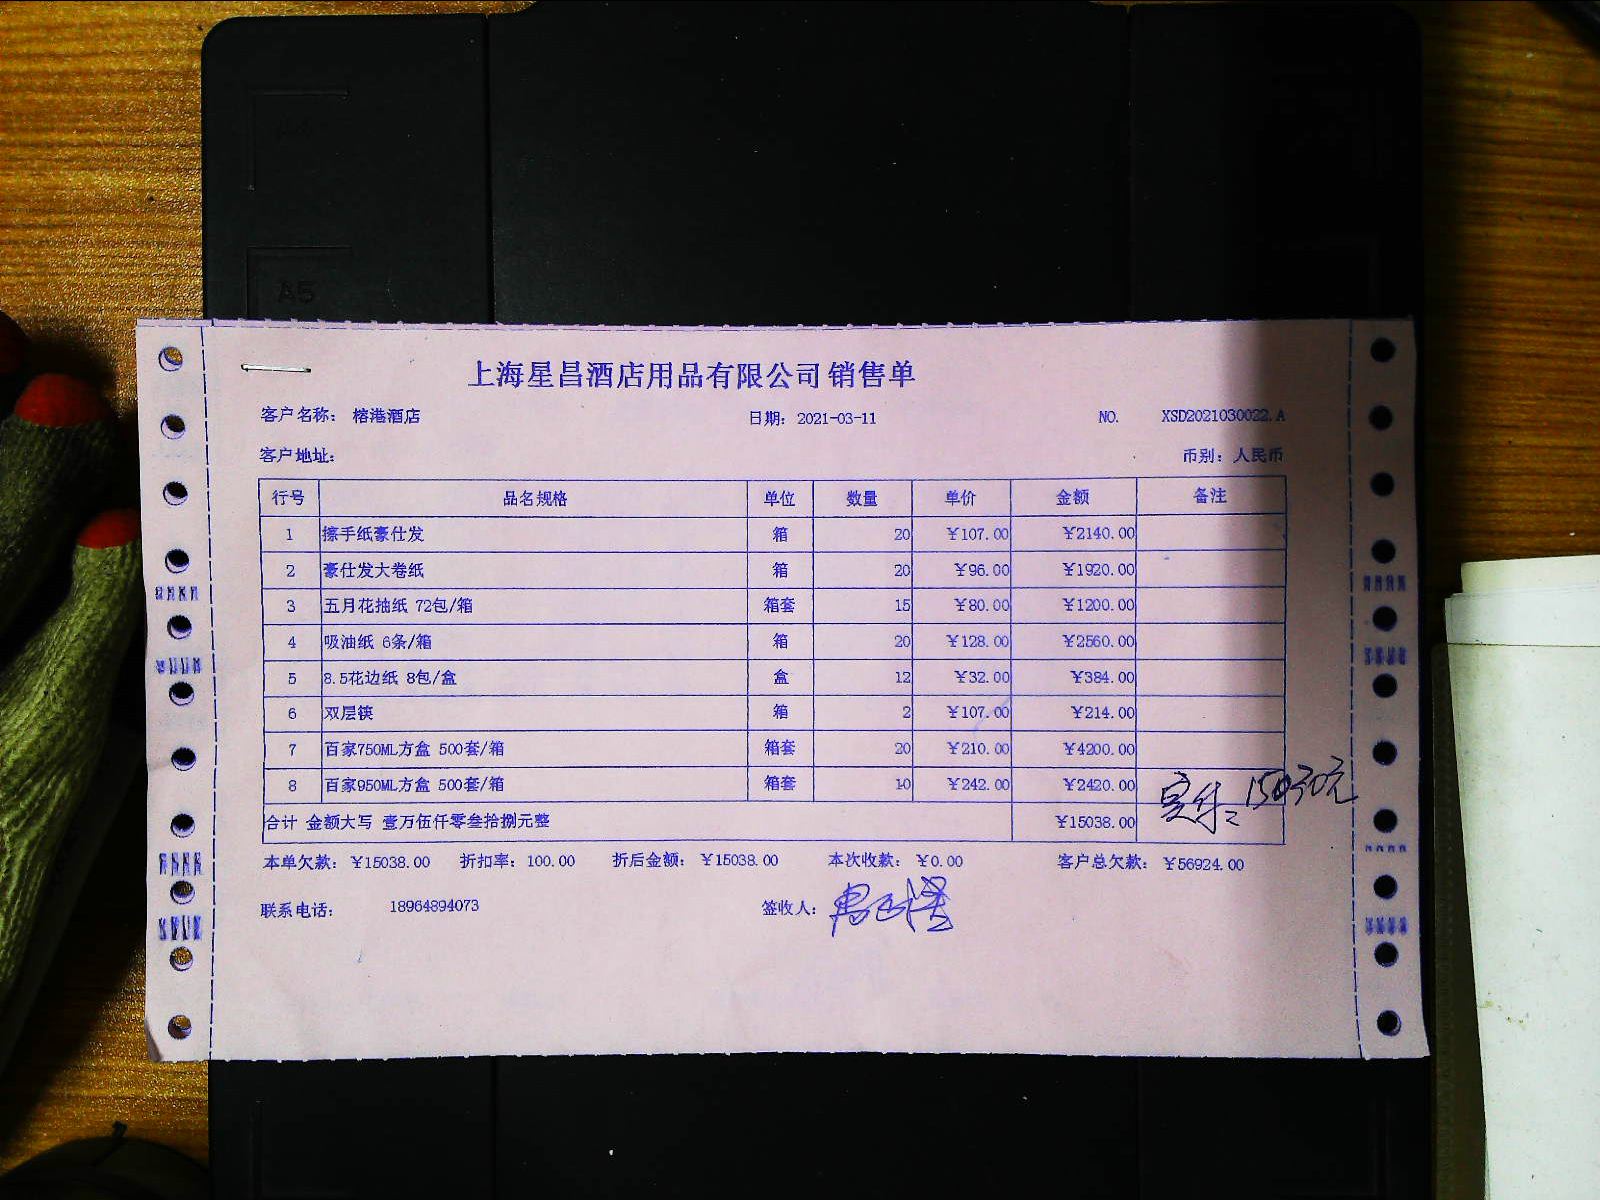 A5
上海星昌酒店用品有限公司销售单
客户名称: 榕港酒店 日期: 2021-03-11 NO. XSD2021030022.A
客户地址: 币别: 人民币
行号 品名规格 单位 数量 单价 金额 备注
1 擦手纸豪仕发 箱 20 ¥107.00 ¥2140.00
2 豪仕发大卷纸 箱 20 ¥96.00 ¥1920.00
3 五月花抽纸 72包/箱 箱套 15 ¥80.00 ¥1200.00
4 吸油纸 6条/箱 箱 20 ¥128.00 ¥2560.00
5 8.5花边纸 8包/盒 盒 12 ¥32.00 ¥384.00
6 双层筷 箱 2 ¥107.00 ¥214.00
7 百家750ML方盒 500套/箱 箱套 20 ¥210.00 ¥4200.00
8 百家950ML方盒 500套/箱 箱套 10 ¥242.00 ¥2420.00
实付: 15030元
合计 金额大写 壹万伍仟零叁拾捌元整 ¥15038.00
本单欠款: ¥15038.00 折扣率: 100.00 折后金额: ¥15038.00 本次收款: ¥0.00 客户总欠款: ¥56924.00
联系电话: 18964894073 签收人: